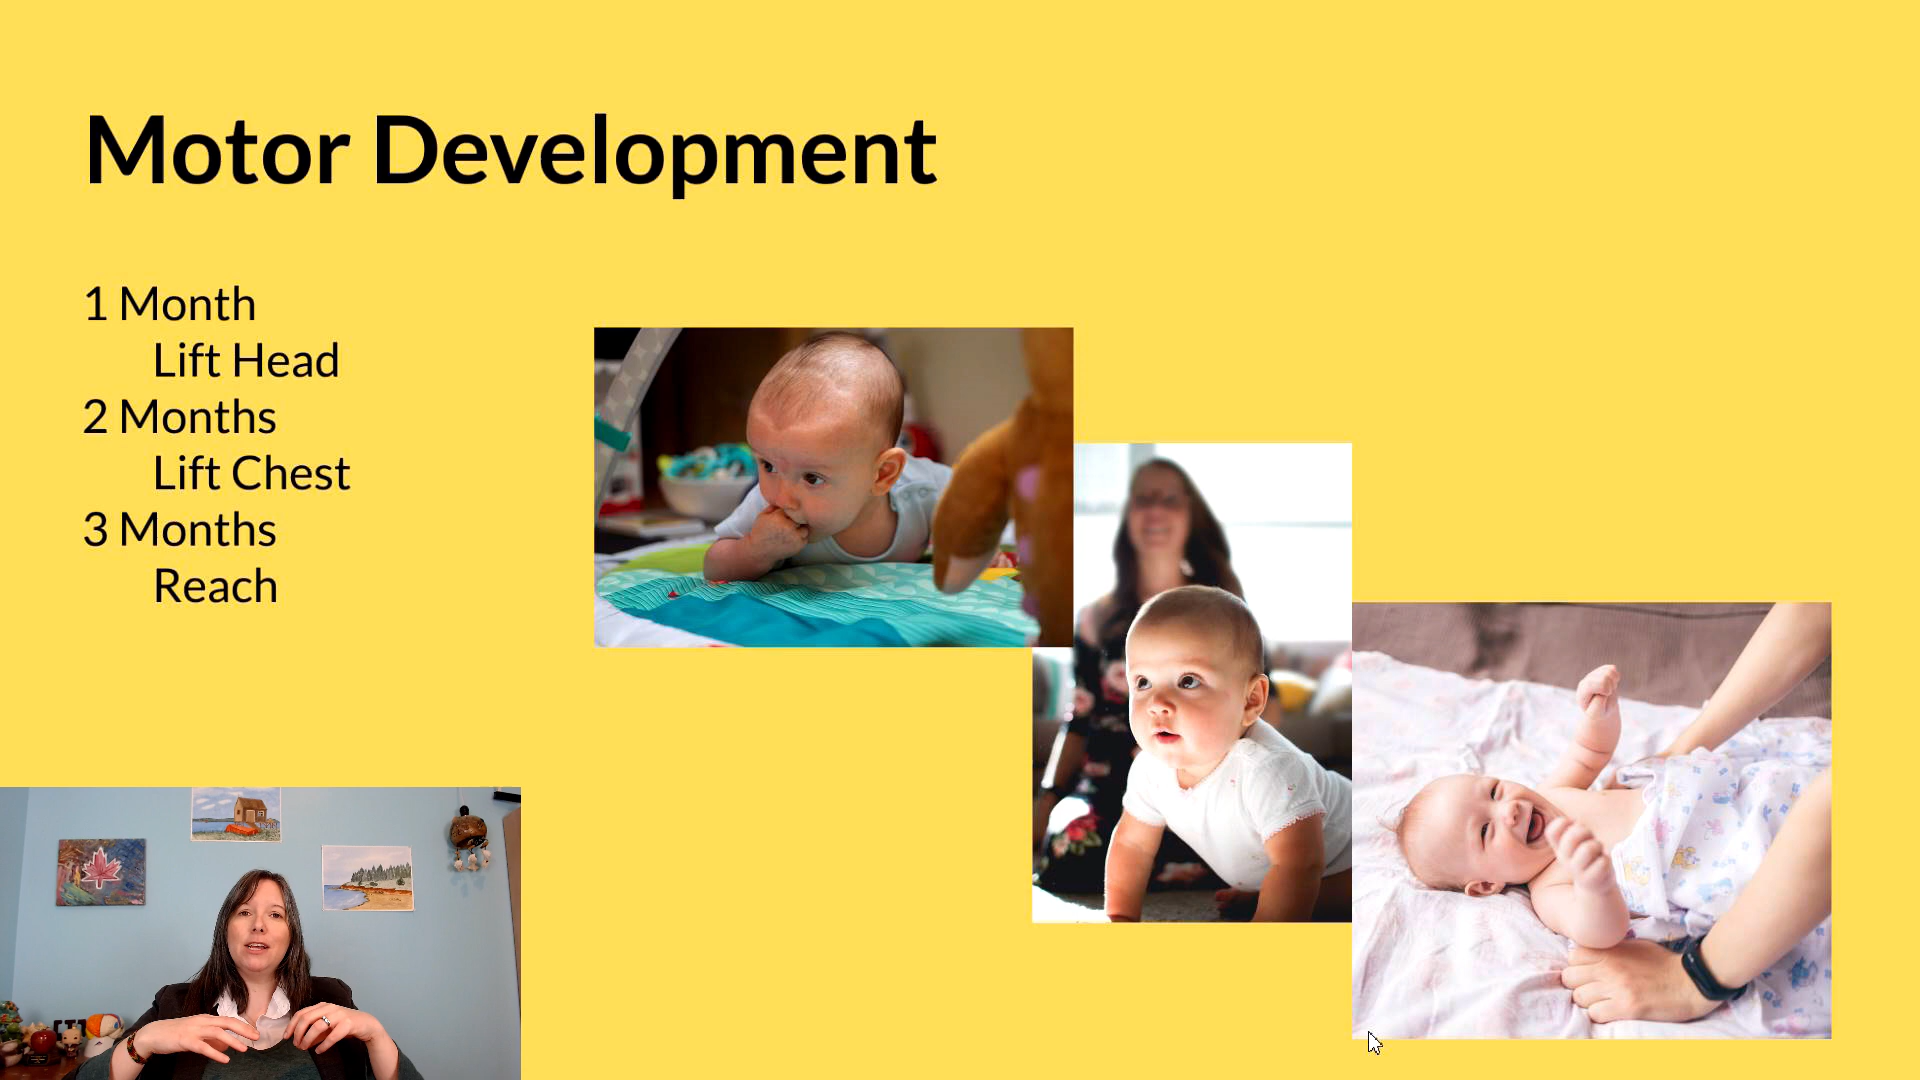 Motor Development
1 Month
Lift Head
2 Months
Lift Chest
3 Months
Reach